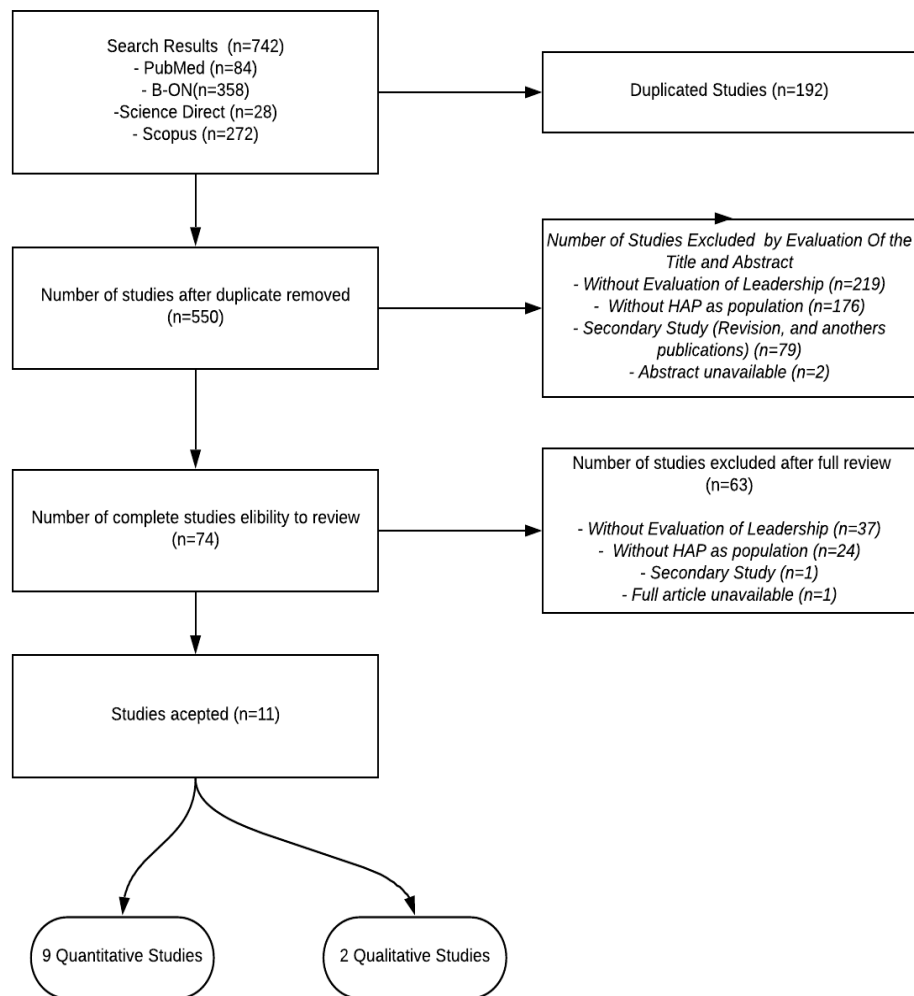 Search Results (n=742)
- PubMed (n=84)
- B-ON(n=358)
-Science Direct (n=28)
- Scopus (n=272)
Duplicated Studies (n=192)
Number of studies after duplicate removed
(n=550)
Number of Studies Excluded by Evaluation Of the
Title and Abstract
- Without Evaluation of Leadership (n=219)
- Without HAP as population (n=176)
- Secondary Study (Revision, and anothers
publications) (n=79)
- Abstract unavailable (n=2)
Number of complete studies elibility to review
(n=74)
Number of studies excluded after full review
(n=63)
- Without Evaluation of Leadership (n=37)
- Without HAP as population (n=24)
- Secondary Study (n=1)
- Full article unavailable (n=1)
Studies acepted (n=11)
9 Quantitative Studies
2 Qualitative Studies